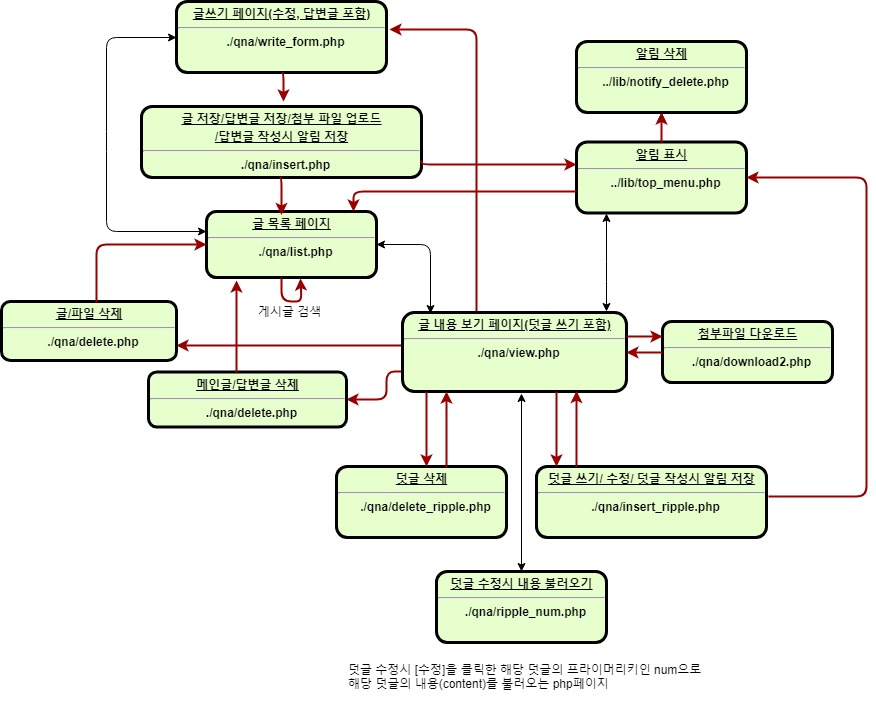 글쓰기 페이지(수정, 답변글 포함)
./qna/write_form.php
알림 삭제
../lib/notify_delete.php
글 저장/답변글 저장/첨부 파일 업로드
/답변글 작성시 알림 저장
./qna/insert.php
알림 표시
../lib/top_menu.php
글 목록 페이지
./qna/list.php
게시글 검색
글/파일 삭제
./qna/delete.php
글 내용 보기 페이지(덧글 쓰기 포함)
./qna/view.php
첨부파일 다운로드
./qna/download2.php
메인글/답변글 삭제
./qna/delete.php
덧글 삭제
./qna/delete_ripple.php
덧글 쓰기/ 수정/ 덧글 작성시 알림 저장
./qna/insert_ripple.php
덧글 수정시 내용 불러오기
./qna/ripple_num.php
덧글 수정시 [수정]을 클릭한 해당 덧글의 프라이머리키인 num으로
해당 덧글의 내용(content)를 불러오는 php페이지